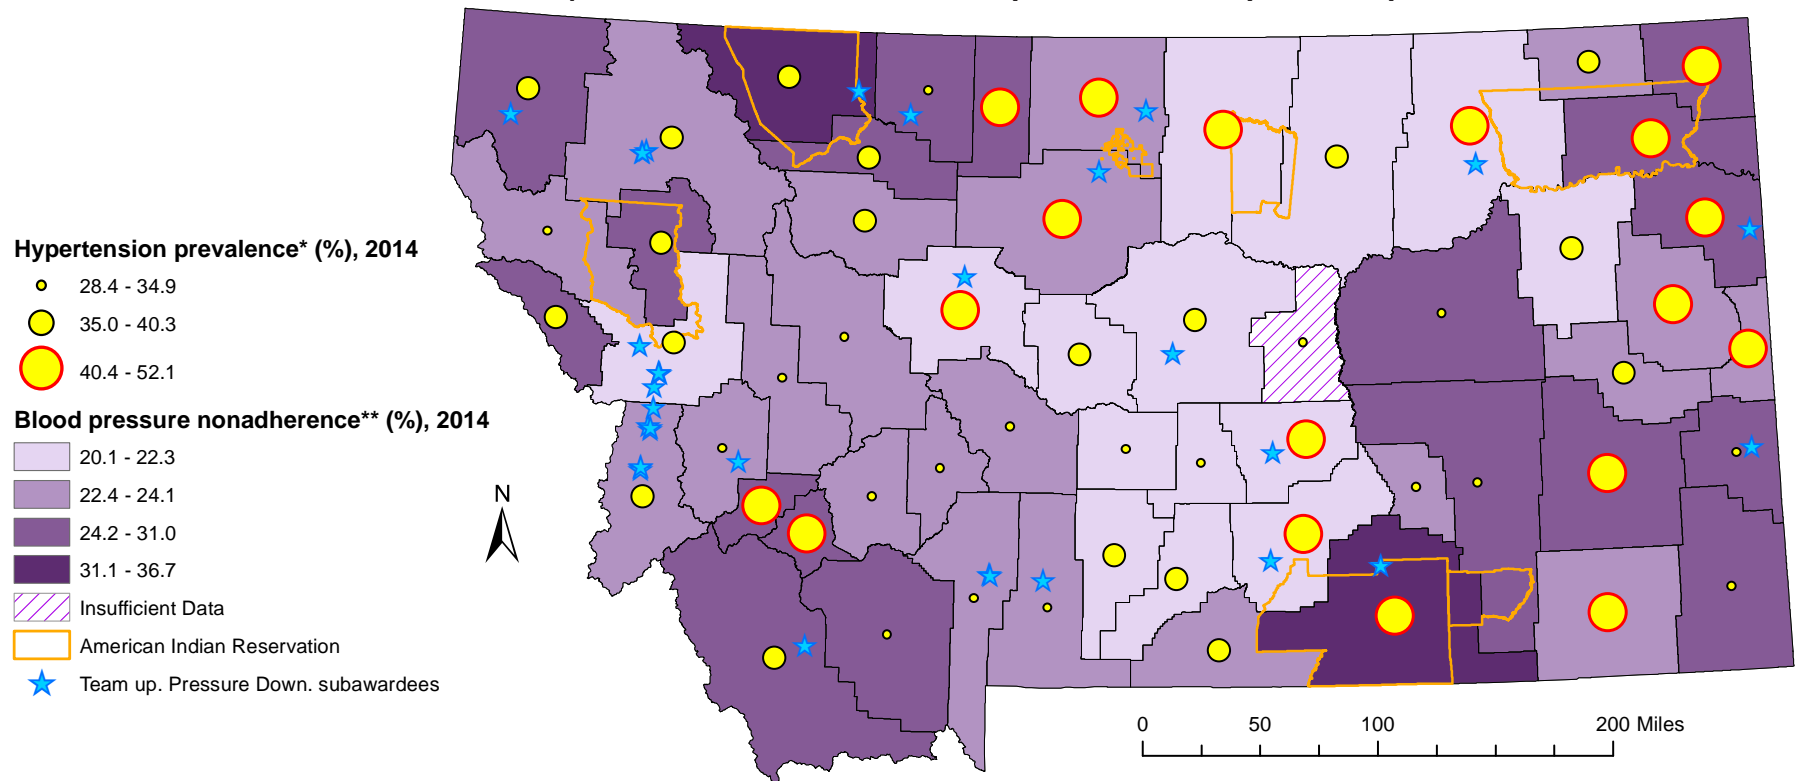 Hypertension prevalence* (%), 2014
28.4 - 34.9
35.0 - 40.3
40.4 - 52.1
Blood pressure nonadherence** (%), 2014
20.1 - 22.3
22.4 - 24.1
24.2 - 31.0
31.1 - 36.7
Insufficient Data
American Indian Reservation
Team up. Pressure Down. subawardees
N
0 50 100 200 Miles